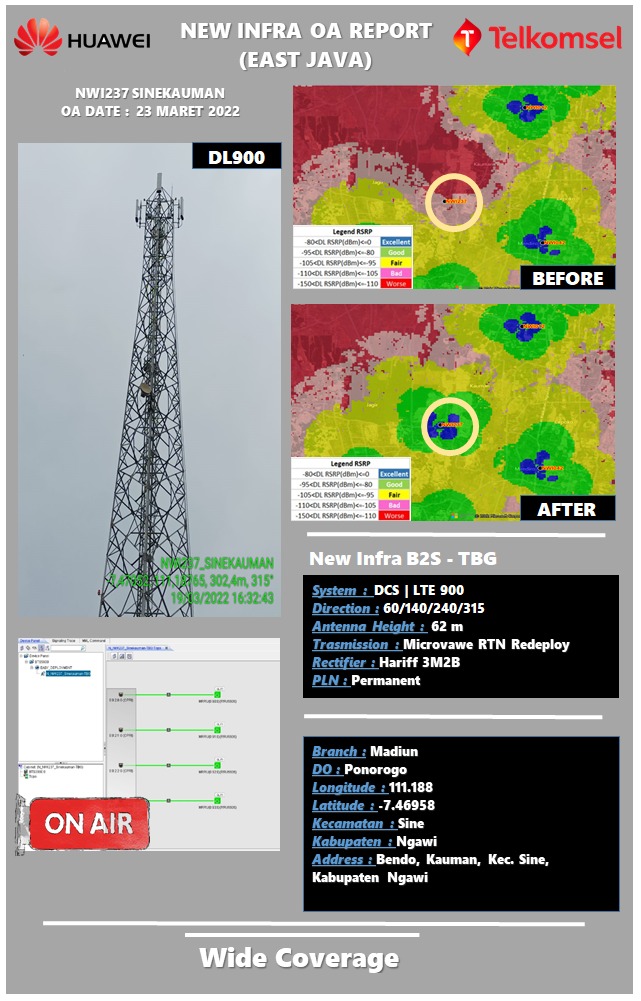 HUAWEI
NEW INFRA OA REPORT
(EAST JAVA)
Telkomsel
NWI237 SINEKAUMAN
OA DATE : 23 MARET 2022
DL900
NWI237_SINEKAUMAN
302,4m, 315°
19/03/2022 16:32:43
NWI237
Legend RSRP
-80<DL RSRP(dBm)<=0 Excellent
-95<DL RSRP(dBm)<=-80 Good
-105<DL RSRP(dBm)<=-95 Fair
-110<DL RSRP(dBm)<=-105 Bad
-150<DL RSRP(dBm)<=-110 Worse
BEFORE
Legend RSRP
-80<DL RSRP(dBm)<=0 Excellent
-95<DL RSRP(dBm)<=-80 Good
-105<DL RSRP(dBm)<=-95 Fair
-110<DL RSRP(dBm)<=-105 Bad
-150<DL RSRP(dBm)<=-110 Worse
AFTER
New Infra B2S - TBG
System : DCS | LTE 900
Direction : 60/140/240/315
Antenna Height : 62 m
Trasmission : Microvawe RTN Redeploy
Rectifier : Hariff 3M2B
PLN : Permanent
ON AIR
Branch : Madiun
DO : Ponorogo
Longitude : 111.188
Latitude : -7.46958
Kecamatan : Sine
Kabupaten : Ngawi
Address : Bendo, Kauman, Kec. Sine,
Kabupaten Ngawi
Wide Coverage